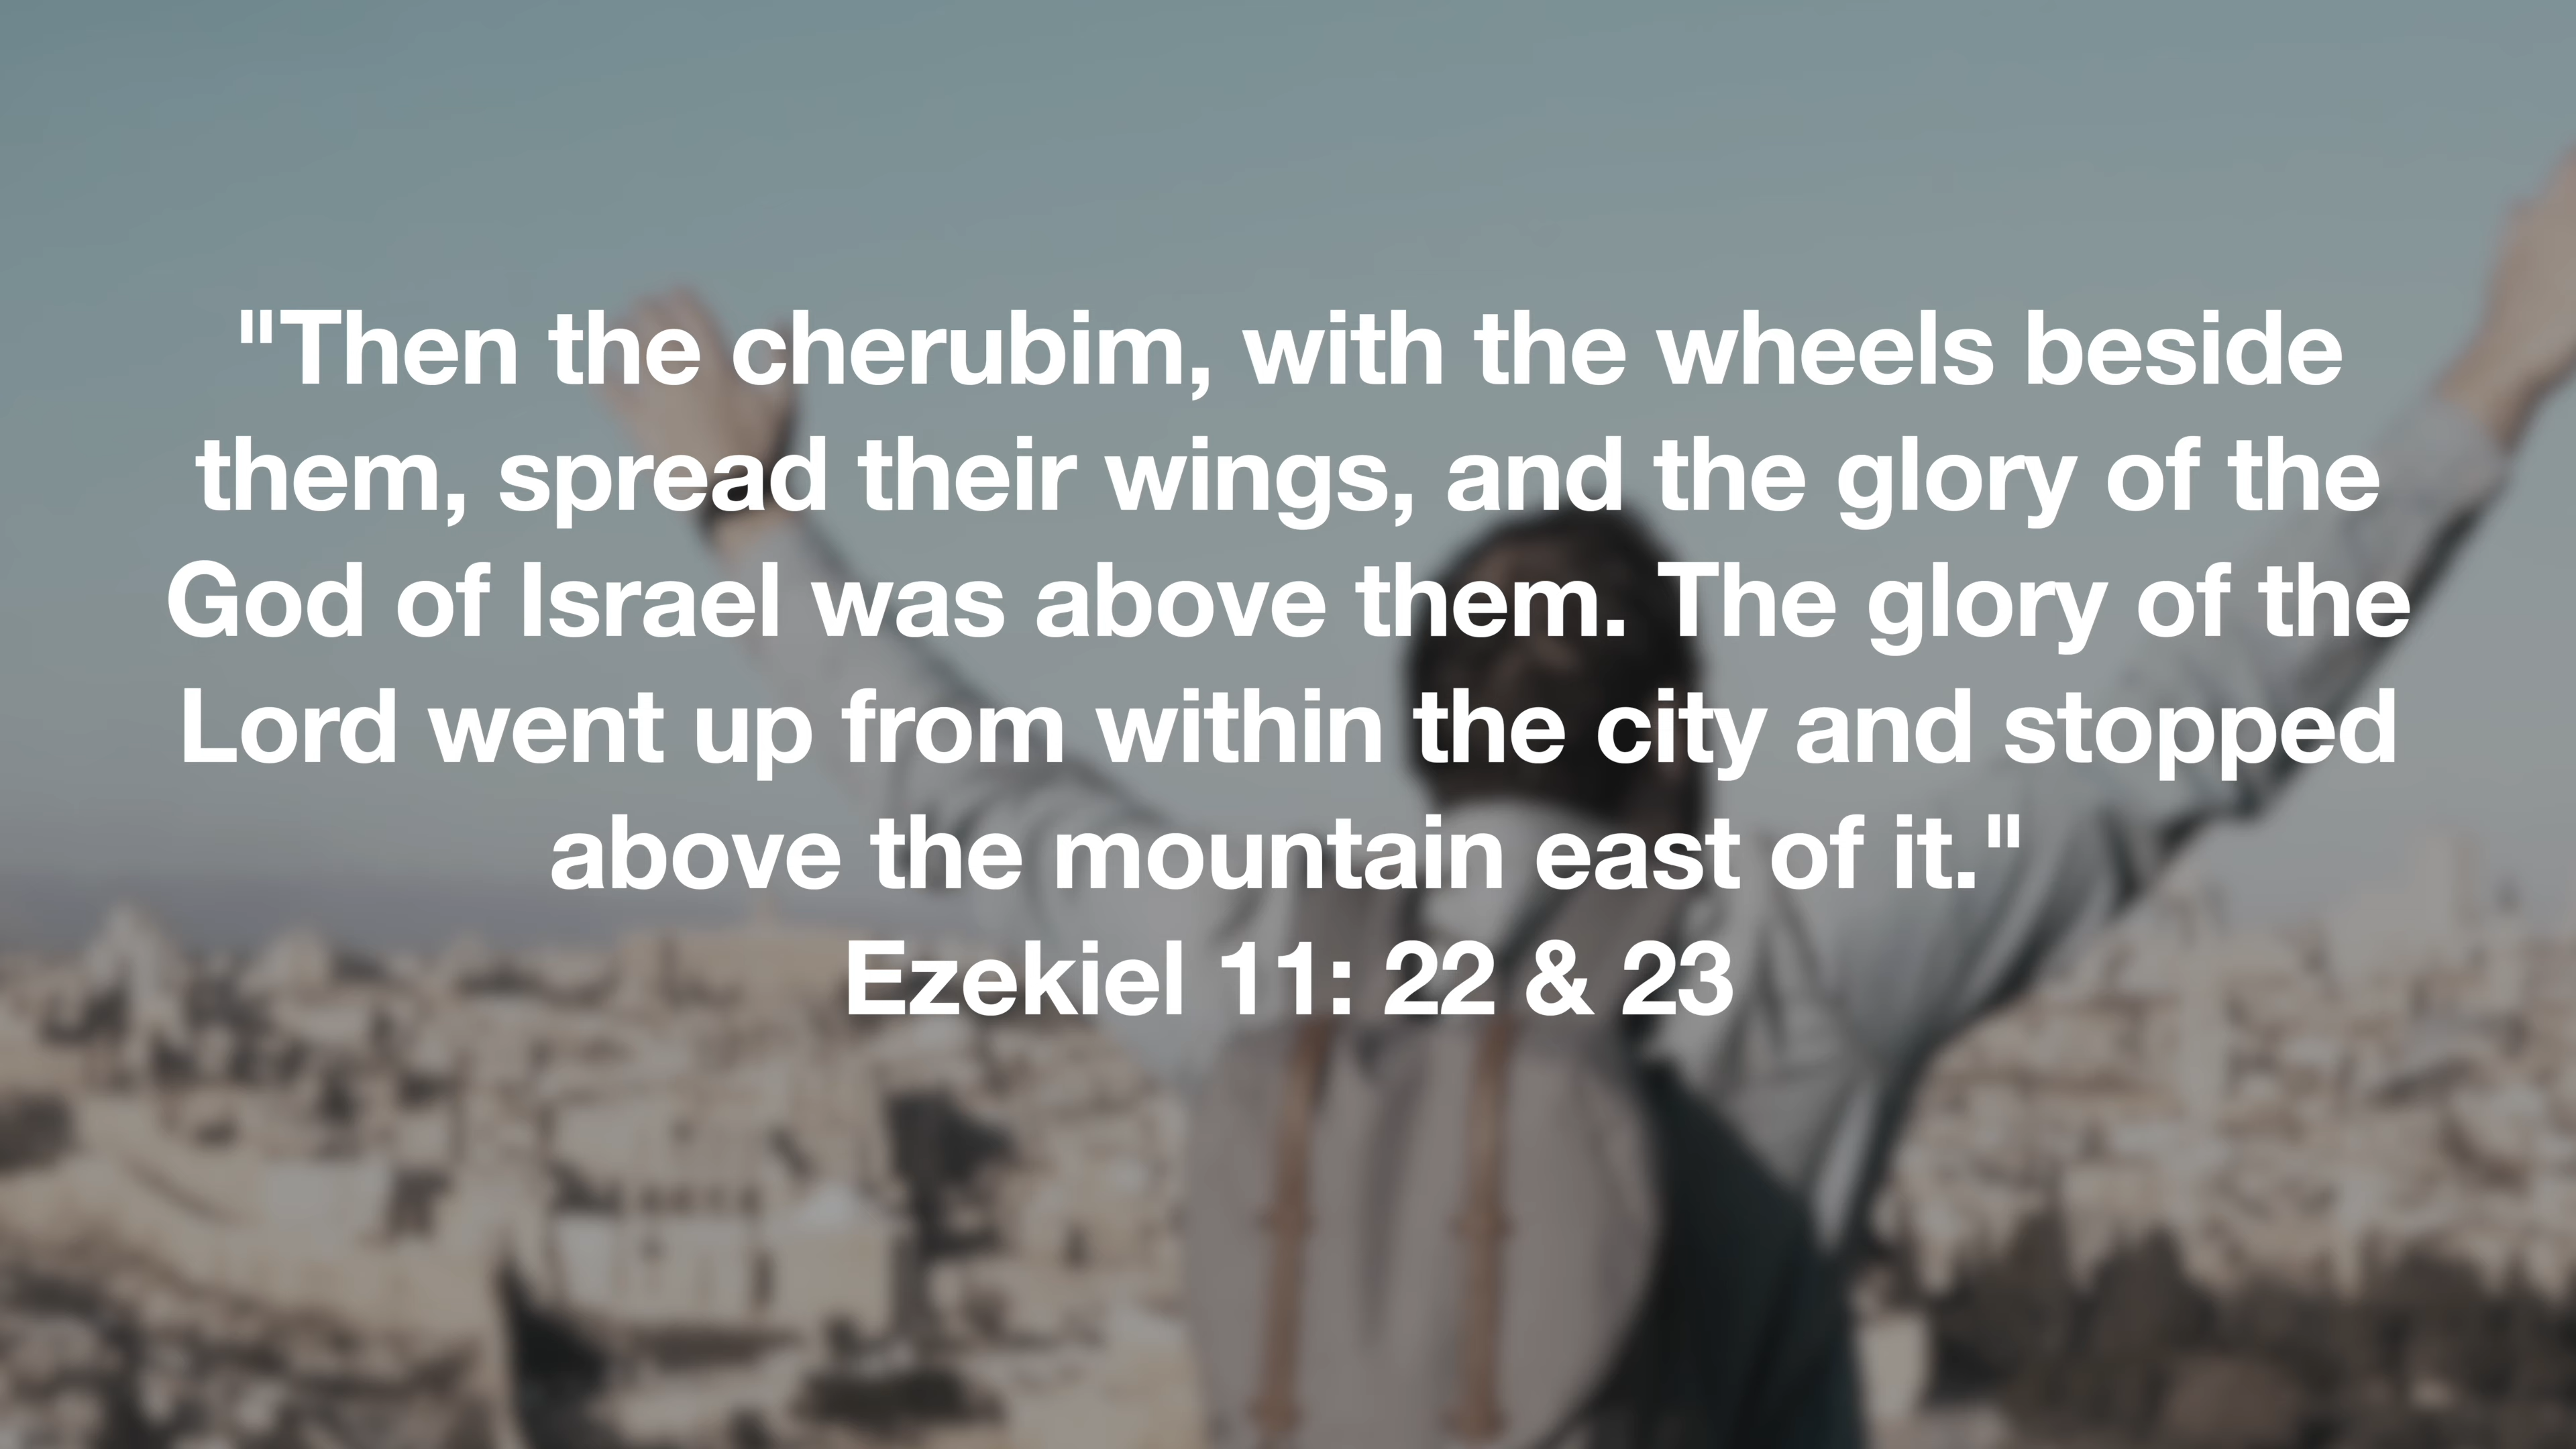 "Then the cherubim, with the wheels beside
them, spread their wings, and the glory of the
God of Israel was above them. The glory of the
Lord went up from within the city and stopped
above the mountain east of it."
Ezekiel 11: 22 & 23